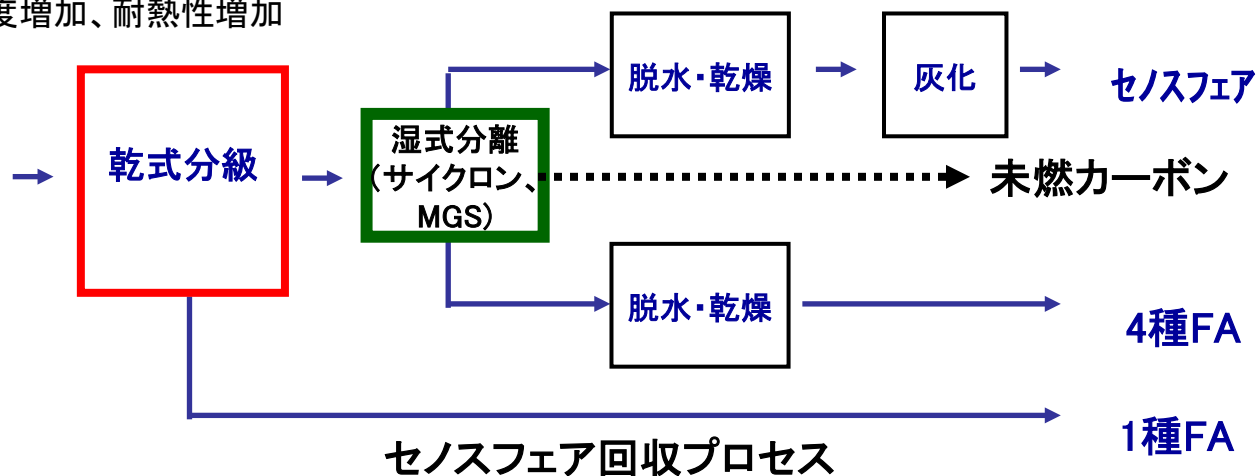 度増加、耐熱性増加
脱水・乾燥
灰化
セノスフェア
乾式分級
湿式分離
(サイクロン、
MGS)
未燃カーボン
脱水・乾燥
4種FA
1種FA
セノスフェア回収プロセス